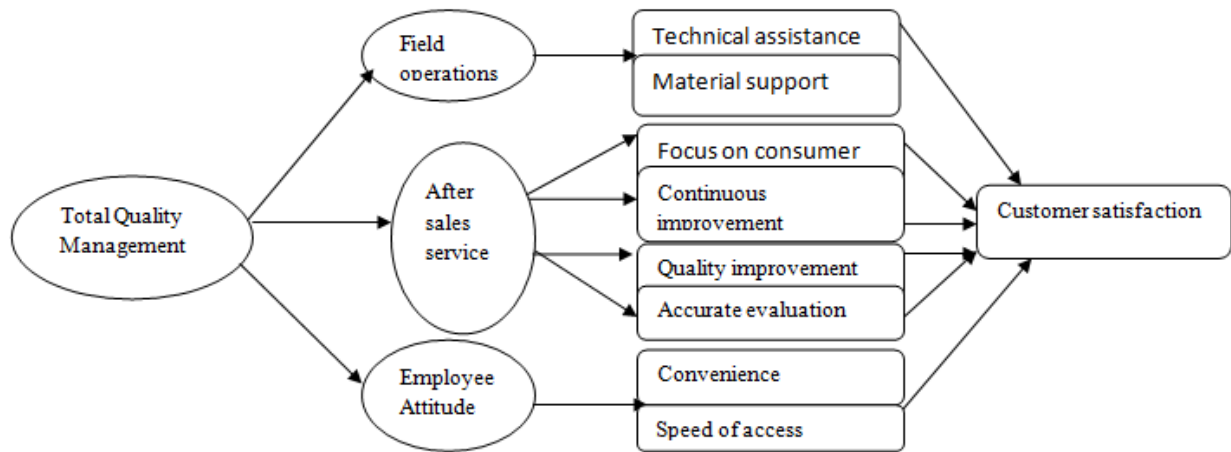 Total Quality
Management
Field
operations
After
sales
service
Employee
Attitude
Technical assistance
Material support
Focus on consumer
Continuous
improvement
Quality improvement
Accurate evaluation
Convenience
Speed of access
Customer satisfaction